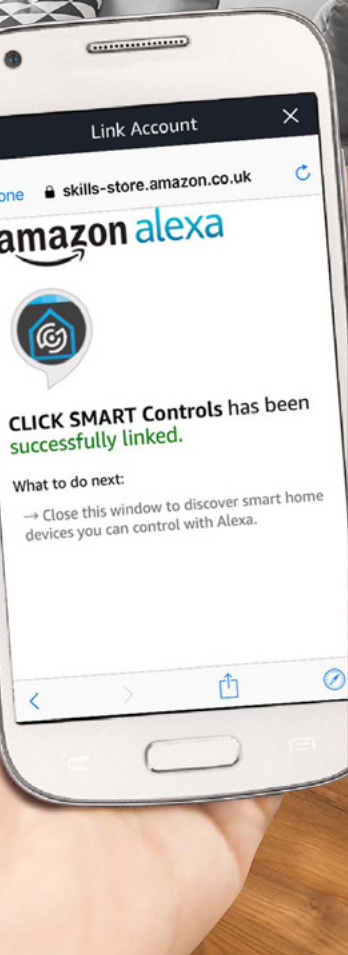 Link Account
one skills-store.amazon.co.uk
amazon alexa
CLICK SMART Controls has been
successfully linked.
What to do next:
→ Close this window to discover smart home
devices you can control with Alexa.